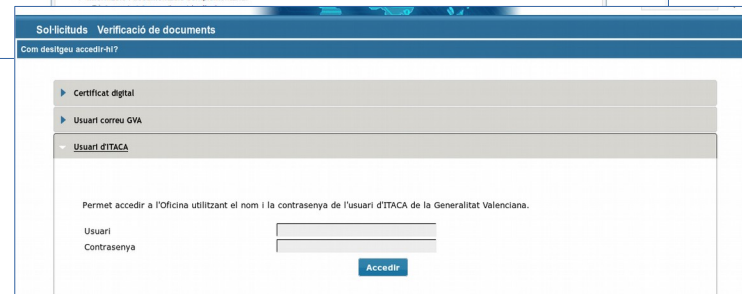 Sol·licituds Verificació de documents
Com desitgeu accedir-hi?
Certificat digital
Usuari correu GVA
Usuari d'ITACA
Permet accedir a l'Oficina utilitzant el nom i la contrasenya de l'usuari d'ITACA de la Generalitat Valenciana.
Usuari
Contrasenya
Accedir